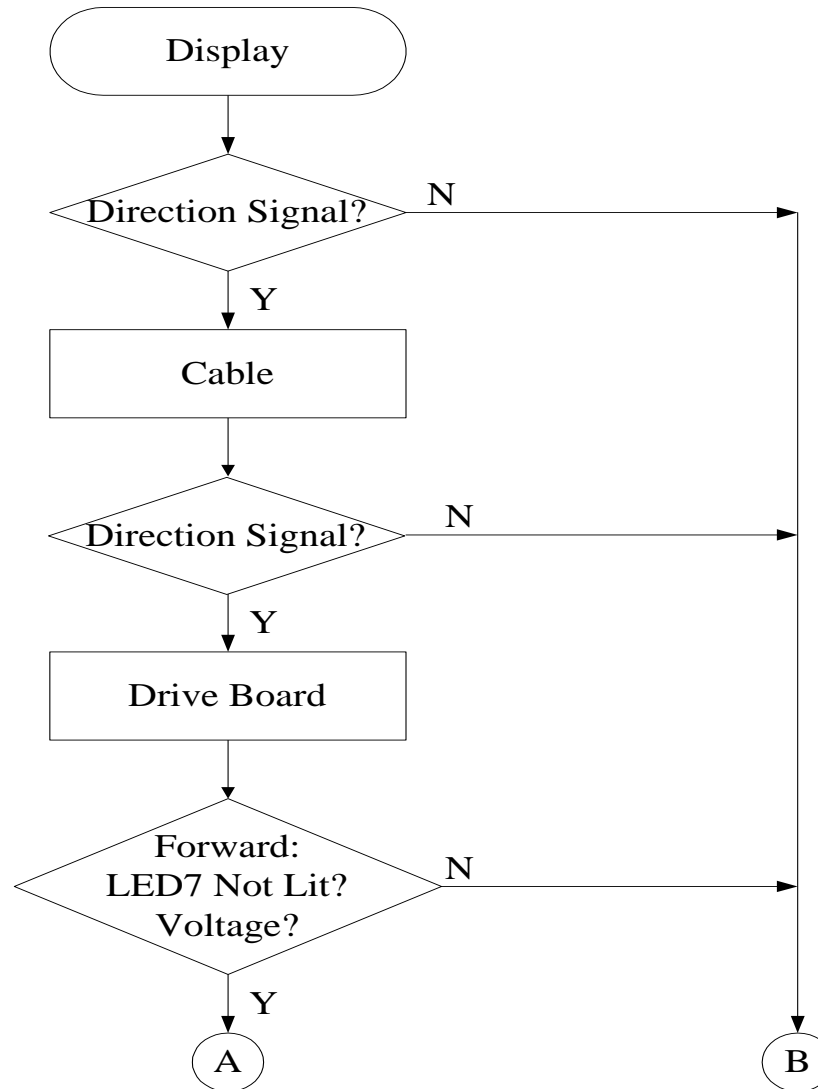 Display
Direction Signal?
N
Y
Cable
Direction Signal?
N
Y
Drive Board
Forward:
LED7 Not Lit?
Voltage?
N
Y
A
B